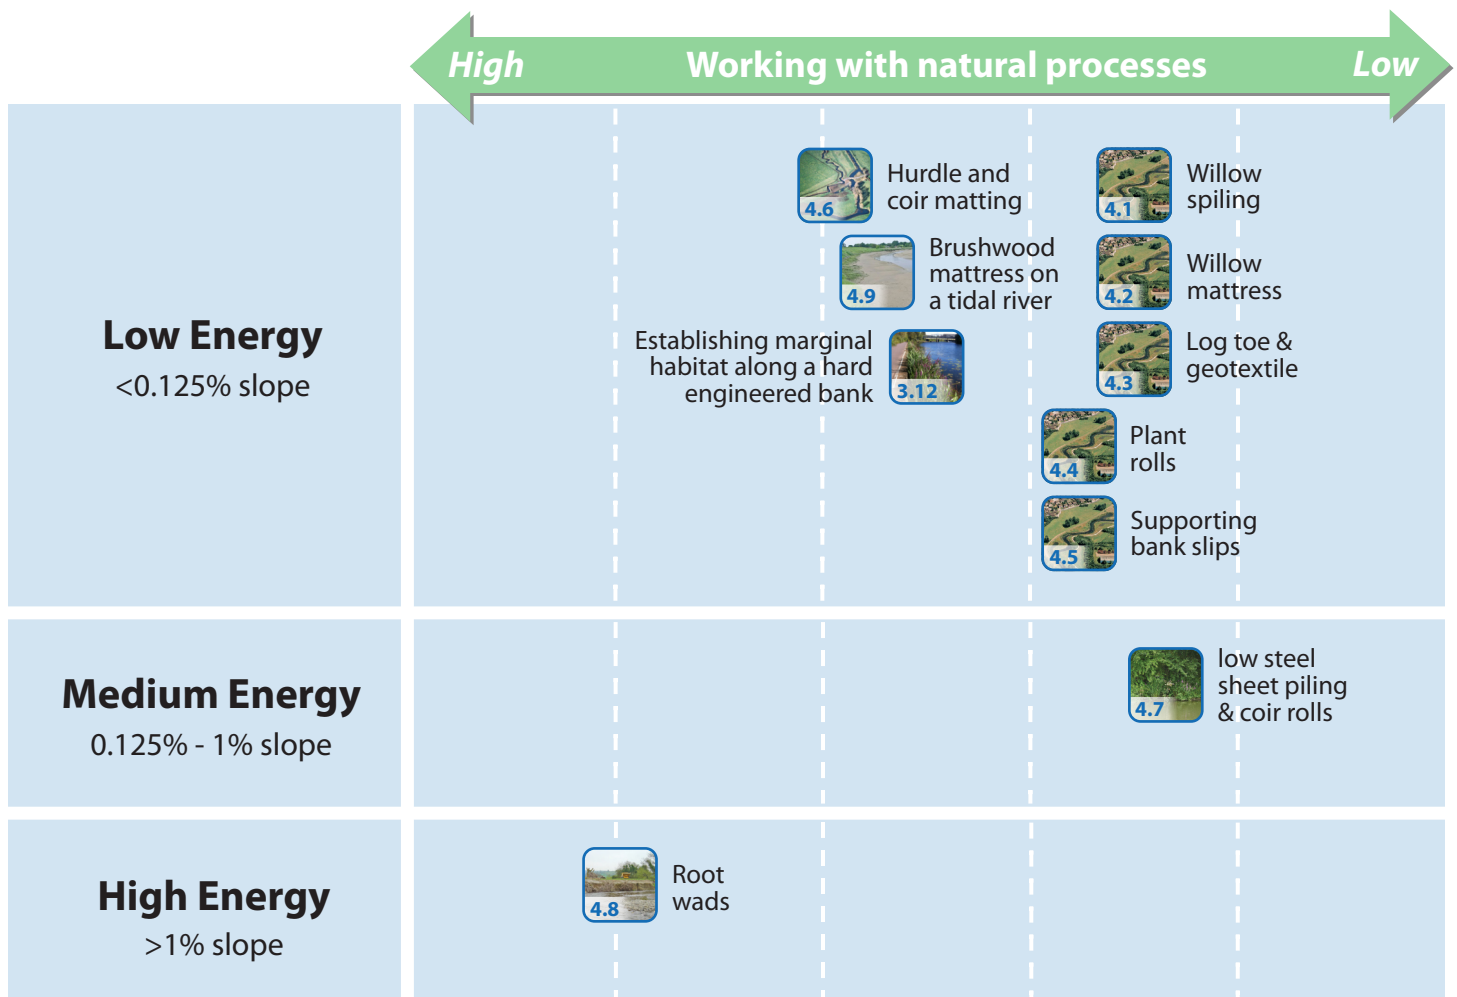 High
Working with natural processes
Low
Low Energy
<0.125% slope
4.6
Hurdle and
coir matting
4.1
Willow
spiling
4.9
Brushwood
mattress on
a tidal river
4.2
Willow
mattress
Establishing marginal
habitat along a hard
engineered bank
3.12
4.3
Log toe &
geotextile
4.4
Plant
rolls
4.5
Supporting
bank slips
Medium Energy
0.125% - 1% slope
4.7
low steel
sheet piling
& coir rolls
High Energy
>1% slope
4.8
Root
wads